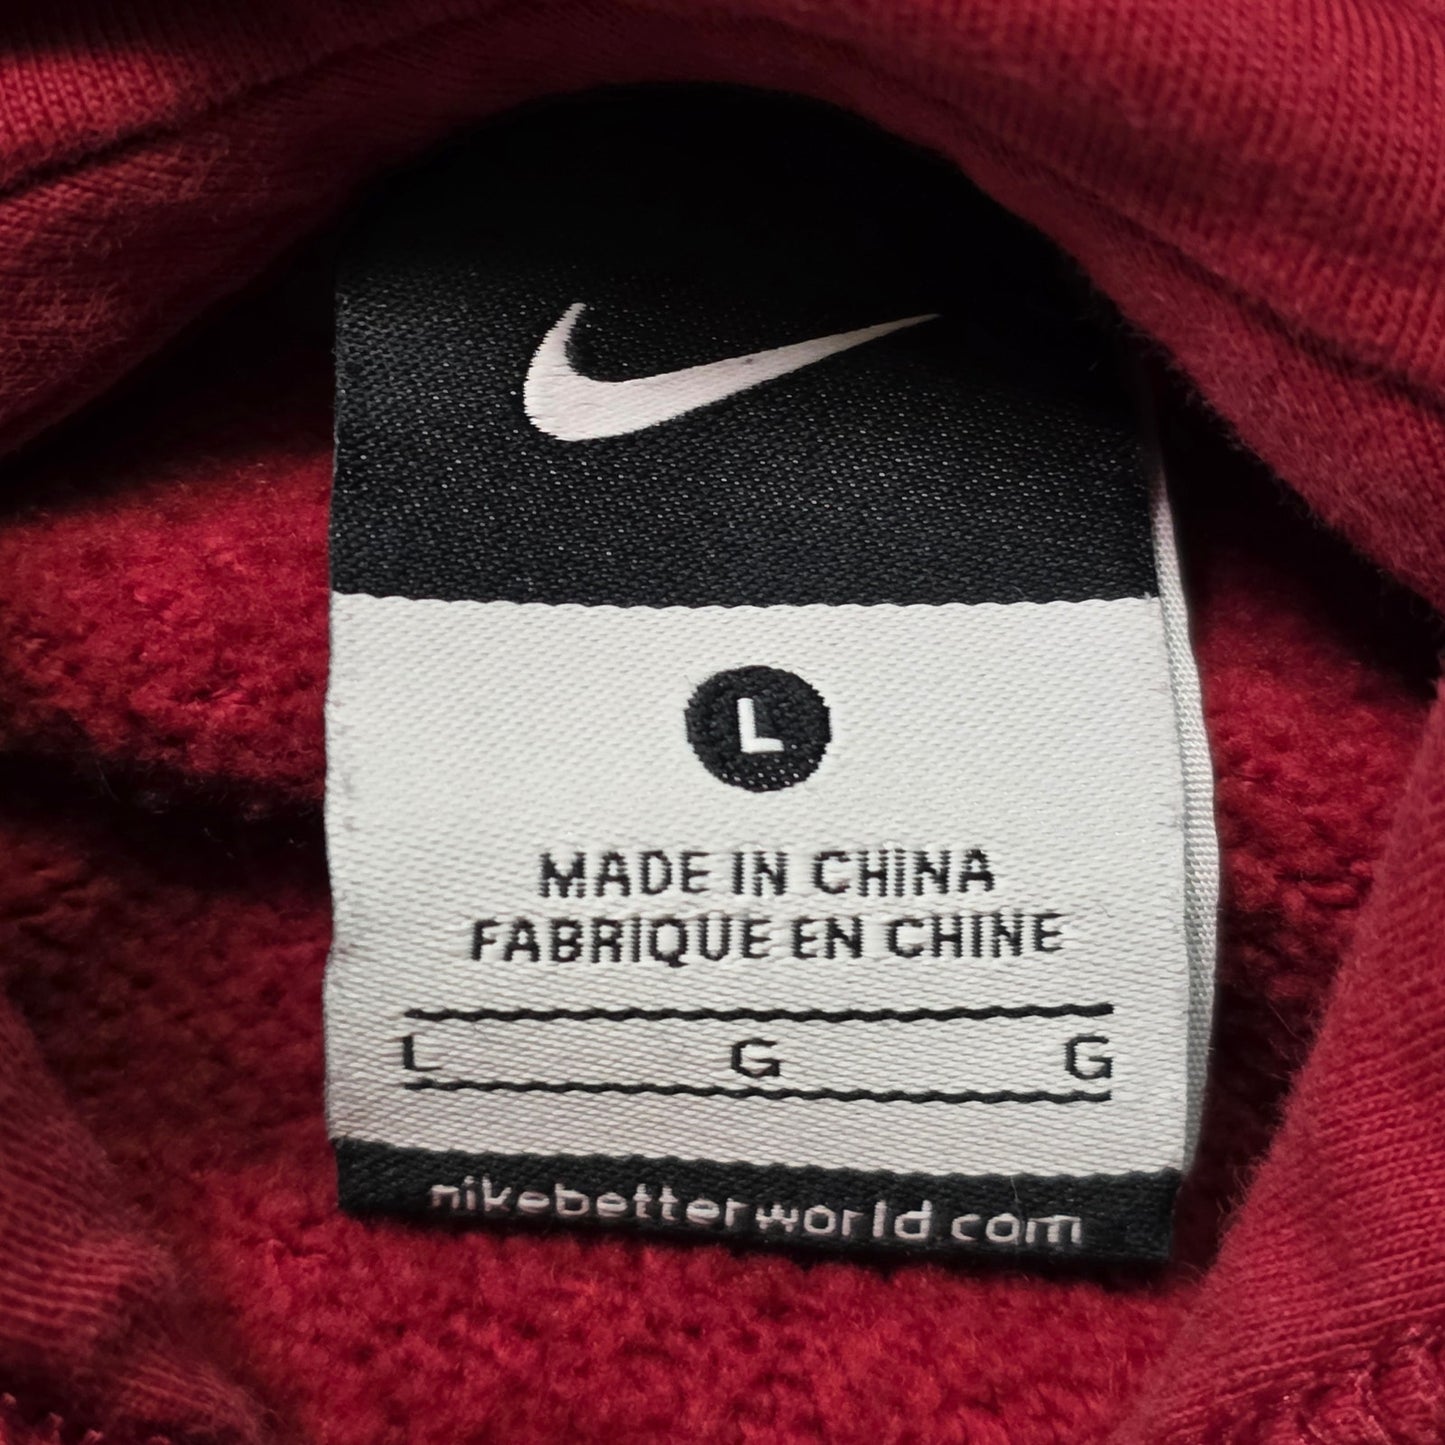 L
MADE IN CHINA
FABRIQUE EN CHINE
L G G
nikebetterworld.com